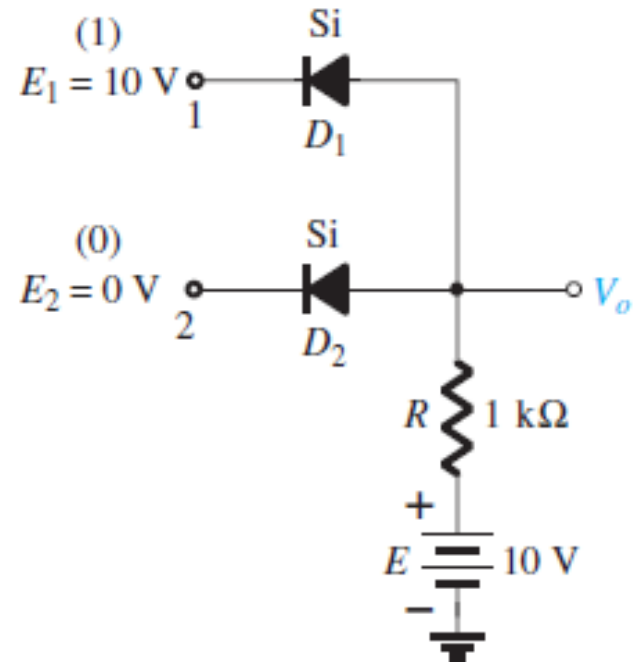 (1)
Si
E₁ = 10 V
1
D₁
(0)
Si
E₂ = 0 V
Vₒ
2
D₂
R
1 kΩ
+
E
10 V
−